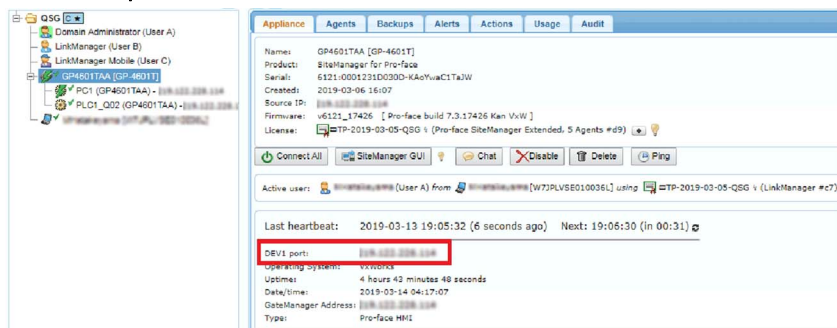 QSG C ★
Domain Administrator (User A)
LinkManager (User B)
LinkManager Mobile (User C)
GP4601TAA [GP-4601T]
PC1 (GP4601TAA) -
PLC1_Q02 (GP4601TAA) -
Appliance Agents Backups Alerts Actions Usage Audit
Name: GP4601TAA [GP-4601T]
Product: SiteManager for Pro-face
Serial: 6121:0001231D030D-KAoYwaC1TaJW
Created: 2019-03-06 16:07
Source IP:
Firmware: v6121_17426 [ Pro-face build 7.3.17426 Kan VxW ]
License: TP-2019-03-05-QSG (Pro-face SiteManager Extended, 5 Agents #d9)
Connect All SiteManager GUI Chat Disable Delete Ping
Active user: (User A) from [W7JPLVSE010036L] using TP-2019-03-05-QSG (LinkManager #c7)
Last heartbeat: 2019-03-13 19:05:32 (6 seconds ago) Next: 19:06:30 (in 00:31)
DEV1 port:
Operating System: VxWorks
Uptime: 4 hours 43 minutes 48 seconds
Date/time: 2019-03-14 04:17:07
GateManager Address:
Type: Pro-face HMI